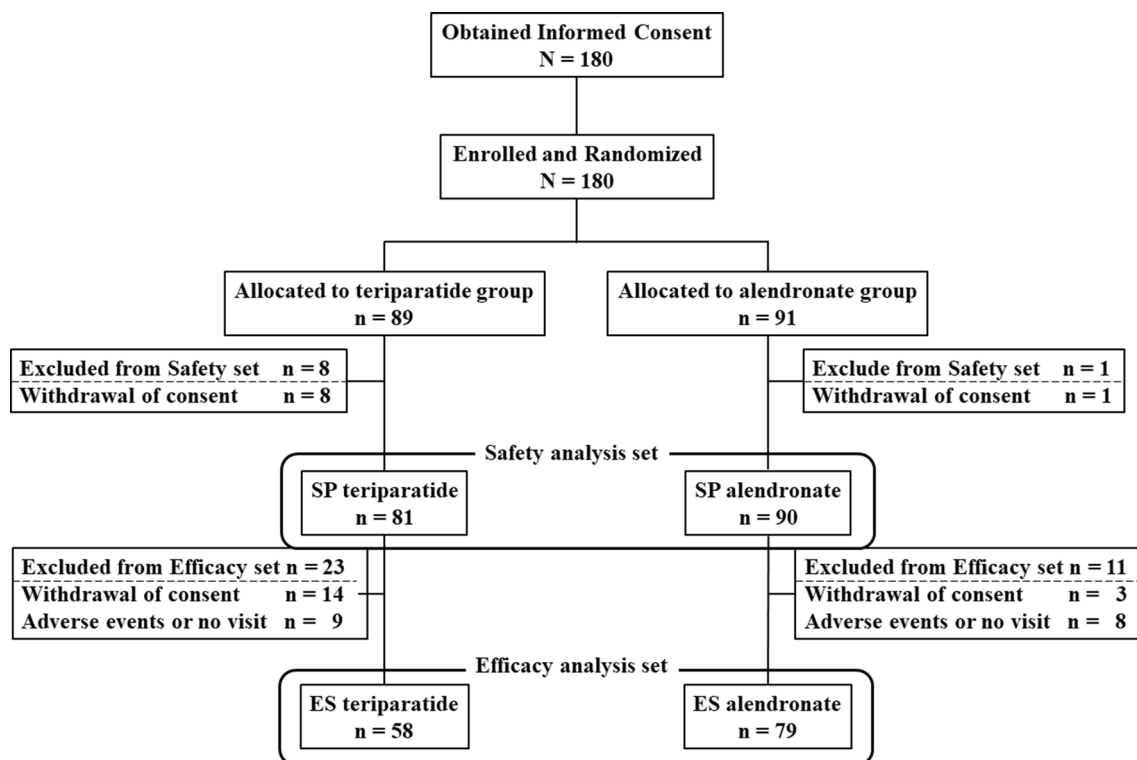 Obtained Informed Consent
N = 180
Enrolled and Randomized
N = 180
Allocated to teriparatide group
n = 89
Allocated to alendronate group
n = 91
Excluded from Safety set n = 8
Withdrawal of consent n = 8
Exclude from Safety set n = 1
Withdrawal of consent n = 1
Safety analysis set
SP teriparatide
n = 81
SP alendronate
n = 90
Excluded from Efficacy set n = 23
Withdrawal of consent n = 14
Adverse events or no visit n = 9
Excluded from Efficacy set n = 11
Withdrawal of consent n = 3
Adverse events or no visit n = 8
Efficacy analysis set
ES teriparatide
n = 58
ES alendronate
n = 79